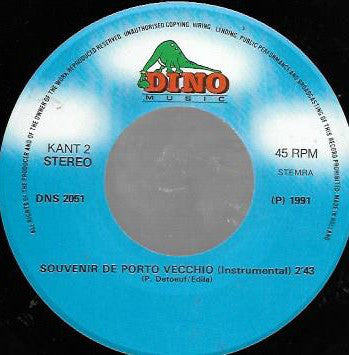 ALL RIGHTS OF THE PRODUCER AND OF THE OWNER OF THE WORK REPRODUCED RESERVED. UNAUTHORISED COPYING, HIRING, LENDING, PUBLIC PERFORMANCE AND BROADCASTING OF THIS RECORD PROHIBITED. MADE IN HOLLAND
DINO
MUSIC
KANT 2
STEREO
45 RPM
STEMRA
DNS 2051
(P) 1991
SOUVENIR DE PORTO VECCHIO (Instrumental) 2'43
(P. Detoeuf/Edila)